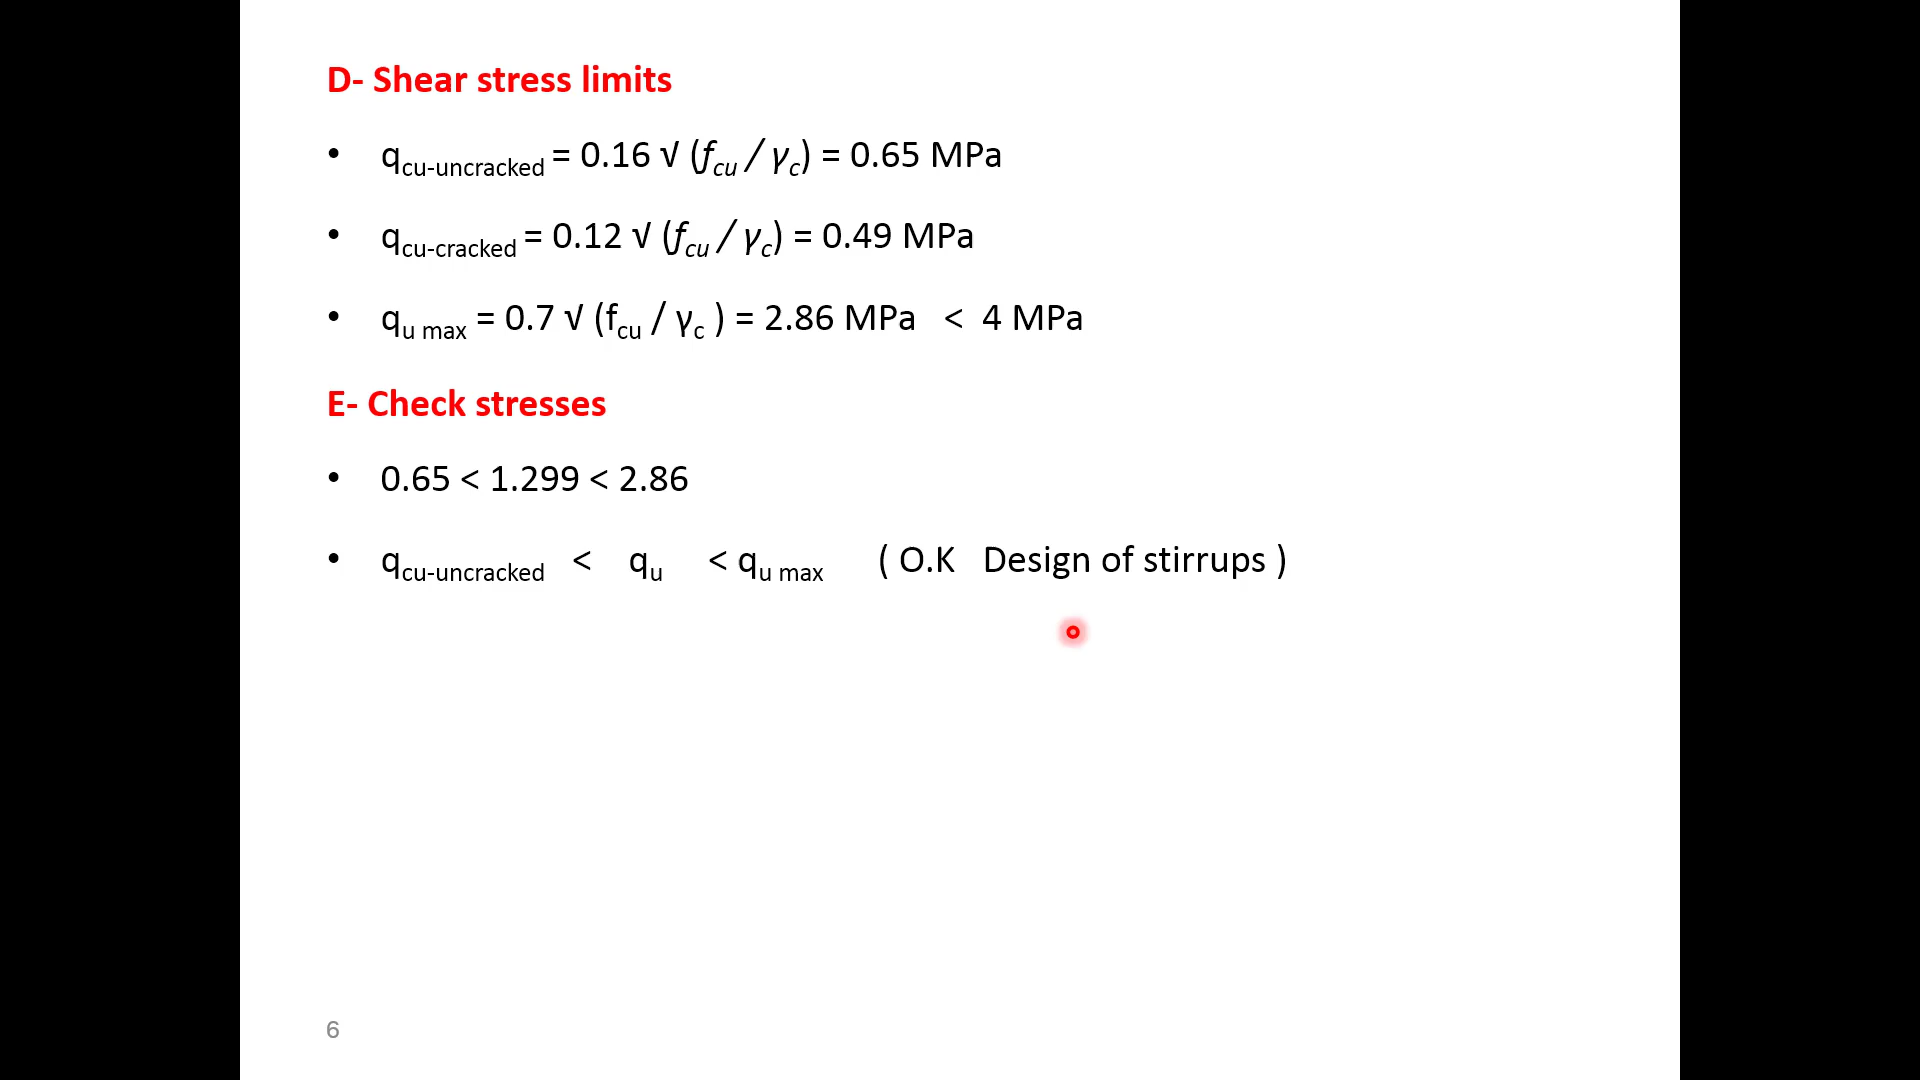 D- Shear stress limits
• qcu-uncracked = 0.16 √ (fcu / γc) = 0.65 MPa
• qcu-cracked = 0.12 √ (fcu / γc) = 0.49 MPa
• qu max = 0.7 √ (fcu / γc ) = 2.86 MPa < 4 MPa
E- Check stresses
• 0.65 < 1.299 < 2.86
• qcu-uncracked < qu < qu max ( O.K Design of stirrups )
6